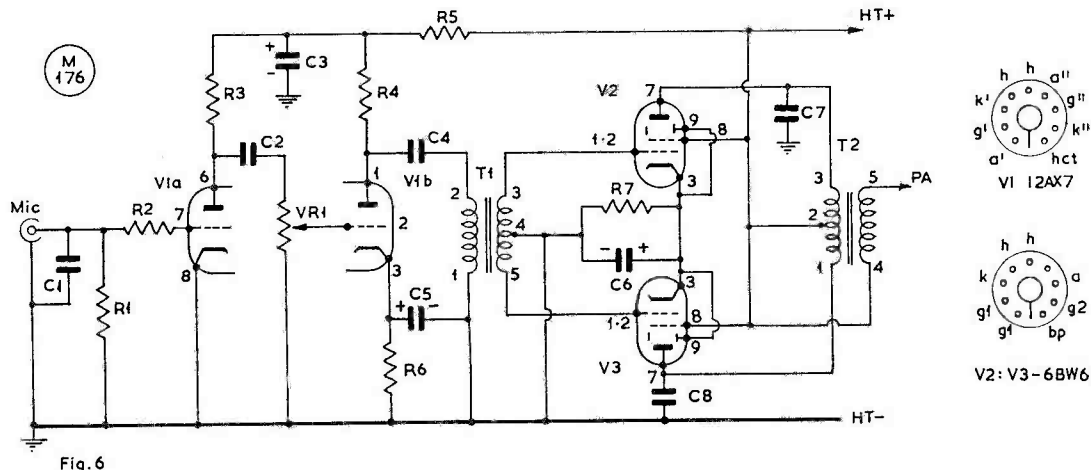 M
176
R5
HT+
C3
+
-
R3
R4
C2
C4
6
V1a
Mic
R2
7
8
C1
R1
VR1
1
V1b
2
3
+
C5
-
R6
T1
2
1
3
4
5
R7
-
C6
+
V2
7
9
8
1·2
3
3
1·2
8
9
V3
7
C8
C7
T2
3
2
1
5
4
PA
HT-
h
h
a"
k'
g"
g'
k"
a'
hct
V1 12AX7
h
h
k
a
g1
g2
g1
bp
V2: V3-6BW6
Fig.6